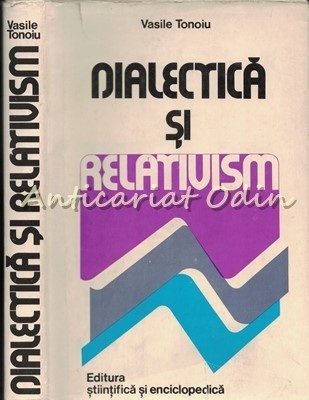 Vasile
Tonoiu
DIALECTICĂ ȘI RELATIVISM
Vasile Tonoiu
DIALECTICĂ
ȘI
RELATIVISM
Anticariat Odin
Editura
științifică și enciclopedică